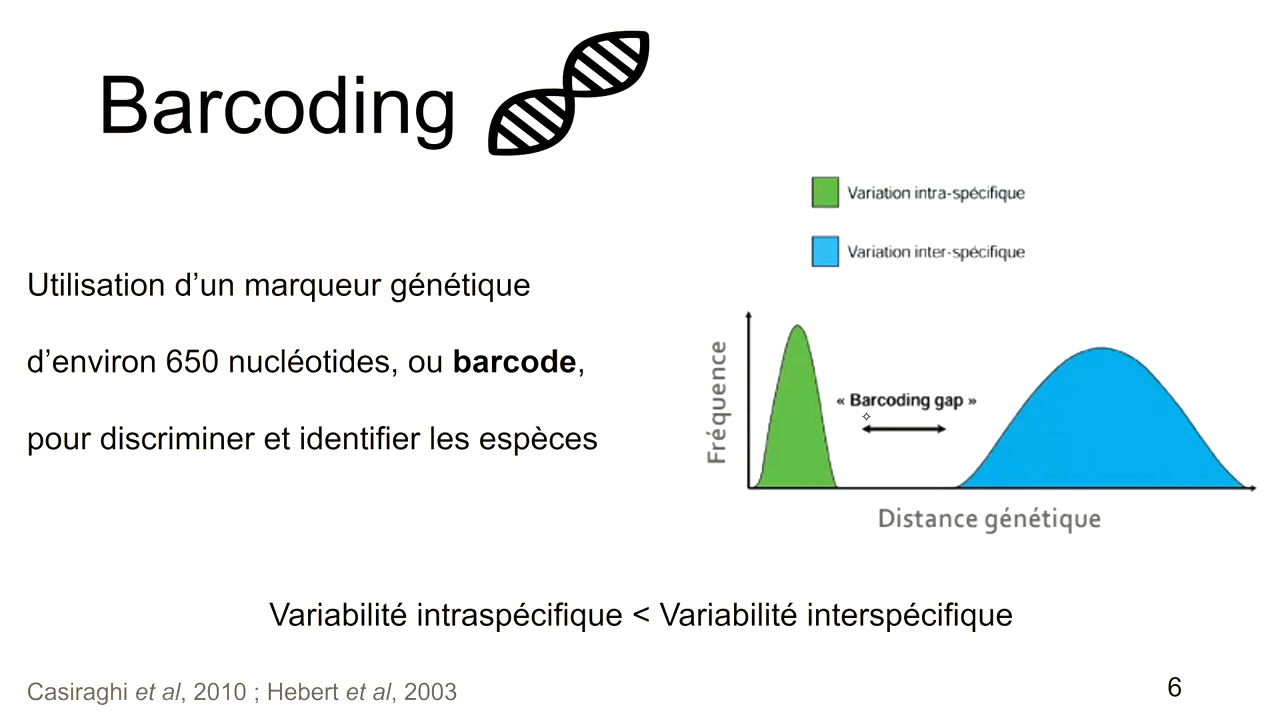 Barcoding
Variation intra-spécifique
Variation inter-spécifique
Utilisation d’un marqueur génétique
d’environ 650 nucléotides, ou barcode,
pour discriminer et identifier les espèces
Fréquence
« Barcoding gap »
Distance génétique
Variabilité intraspécifique < Variabilité interspécifique
Casiraghi et al, 2010 ; Hebert et al, 2003
6